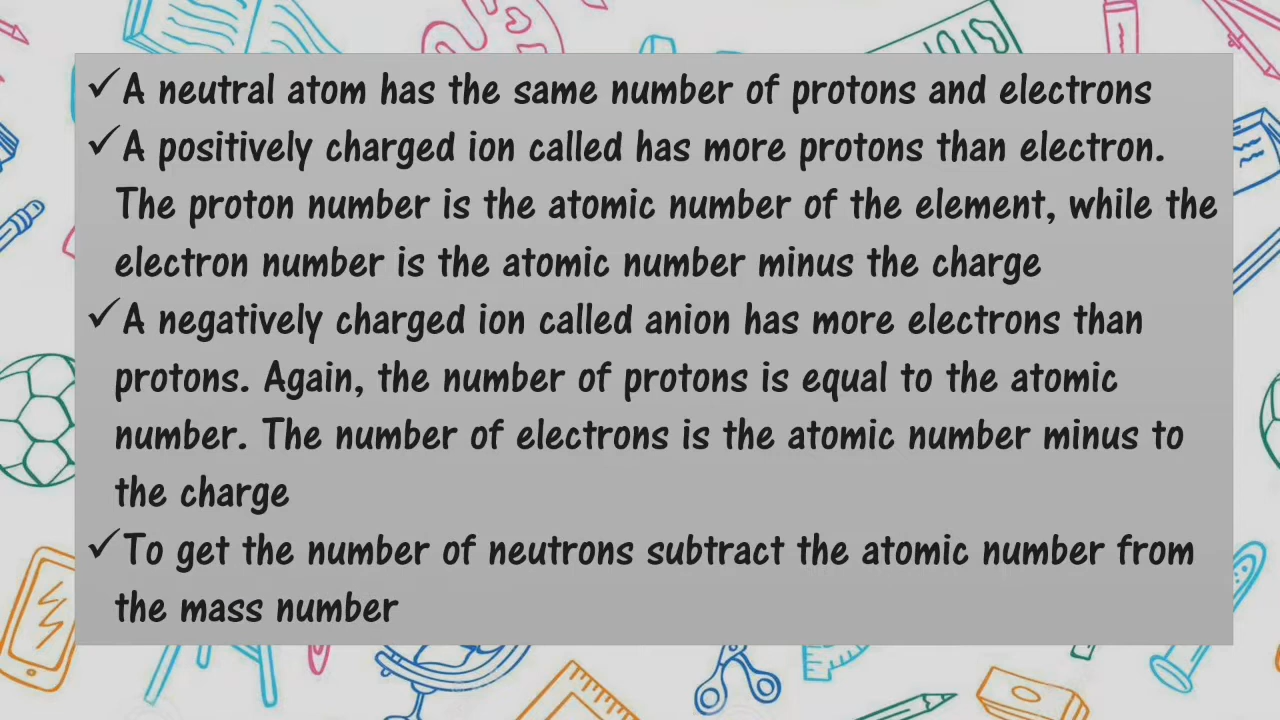 ✓A neutral atom has the same number of protons and electrons
✓A positively charged ion called has more protons than electron.
The proton number is the atomic number of the element, while the
electron number is the atomic number minus the charge
✓A negatively charged ion called anion has more electrons than
protons. Again, the number of protons is equal to the atomic
number. The number of electrons is the atomic number minus to
the charge
✓To get the number of neutrons subtract the atomic number from
the mass number